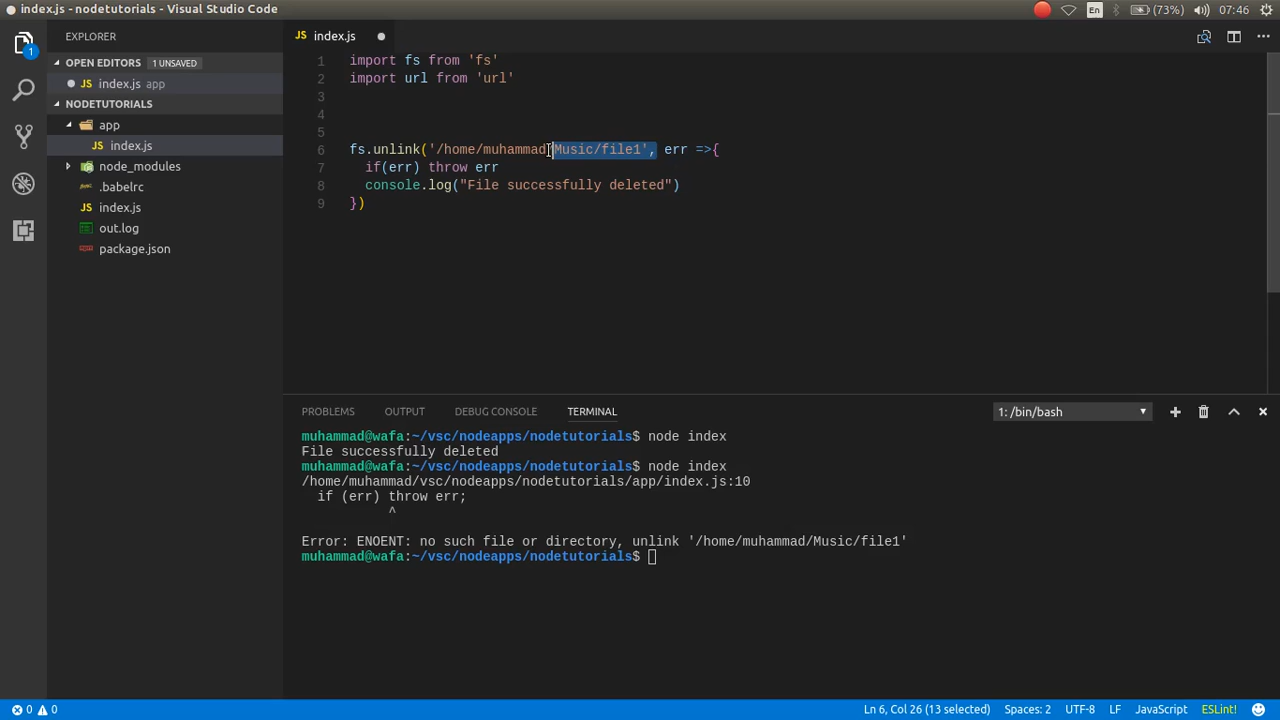 index.js - nodetutorials - Visual Studio Code
En (73%) 07:46
EXPLORER
OPEN EDITORS 1 UNSAVED
JS index.js app
NODETUTORIALS
app
JS index.js
node_modules
.babelrc
JS index.js
out.log
package.json
1
JS index.js
1 import fs from 'fs'
2 import url from 'url'
3
4
5
6 fs.unlink('/home/muhammad/Music/file1', err =>{
7 if(err) throw err
8 console.log("File successfully deleted")
9 })
PROBLEMS OUTPUT DEBUG CONSOLE TERMINAL 1: /bin/bash
muhammad@wafa:~/vsc/nodeapps/nodetutorials$ node index
File successfully deleted
muhammad@wafa:~/vsc/nodeapps/nodetutorials$ node index
/home/muhammad/vsc/nodeapps/nodetutorials/app/index.js:10
if (err) throw err;
^
Error: ENOENT: no such file or directory, unlink '/home/muhammad/Music/file1'
muhammad@wafa:~/vsc/nodeapps/nodetutorials$
0 0 Ln 6, Col 26 (13 selected) Spaces: 2 UTF-8 LF JavaScript ESLint!